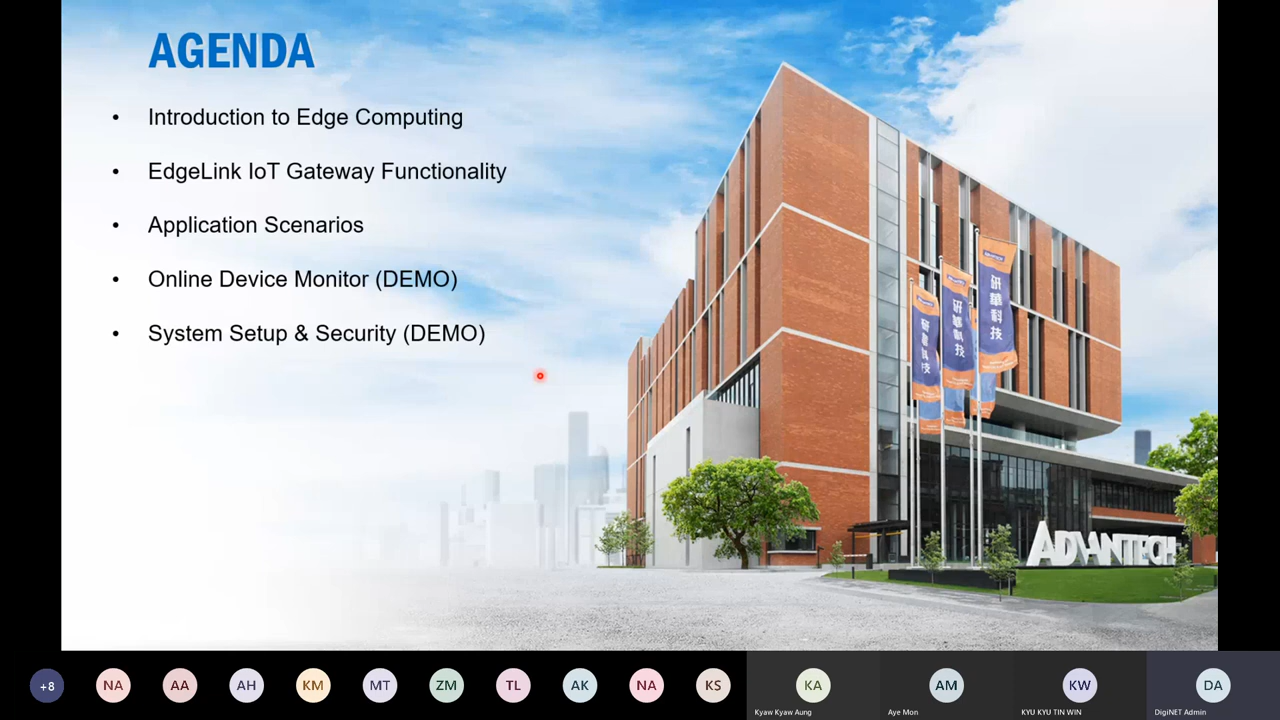 AGENDA
• Introduction to Edge Computing
• EdgeLink IoT Gateway Functionality
• Application Scenarios
• Online Device Monitor (DEMO)
• System Setup & Security (DEMO)
研華科技
研華科技
研華科技
ADVANTECH
+8
NA
AA
AH
KM
MT
ZM
TL
AK
NA
KS
KA
AM
KW
DA
Kyaw Kyaw Aung
Aye Mon
KYU KYU TIN WIN
DigiNET Admin